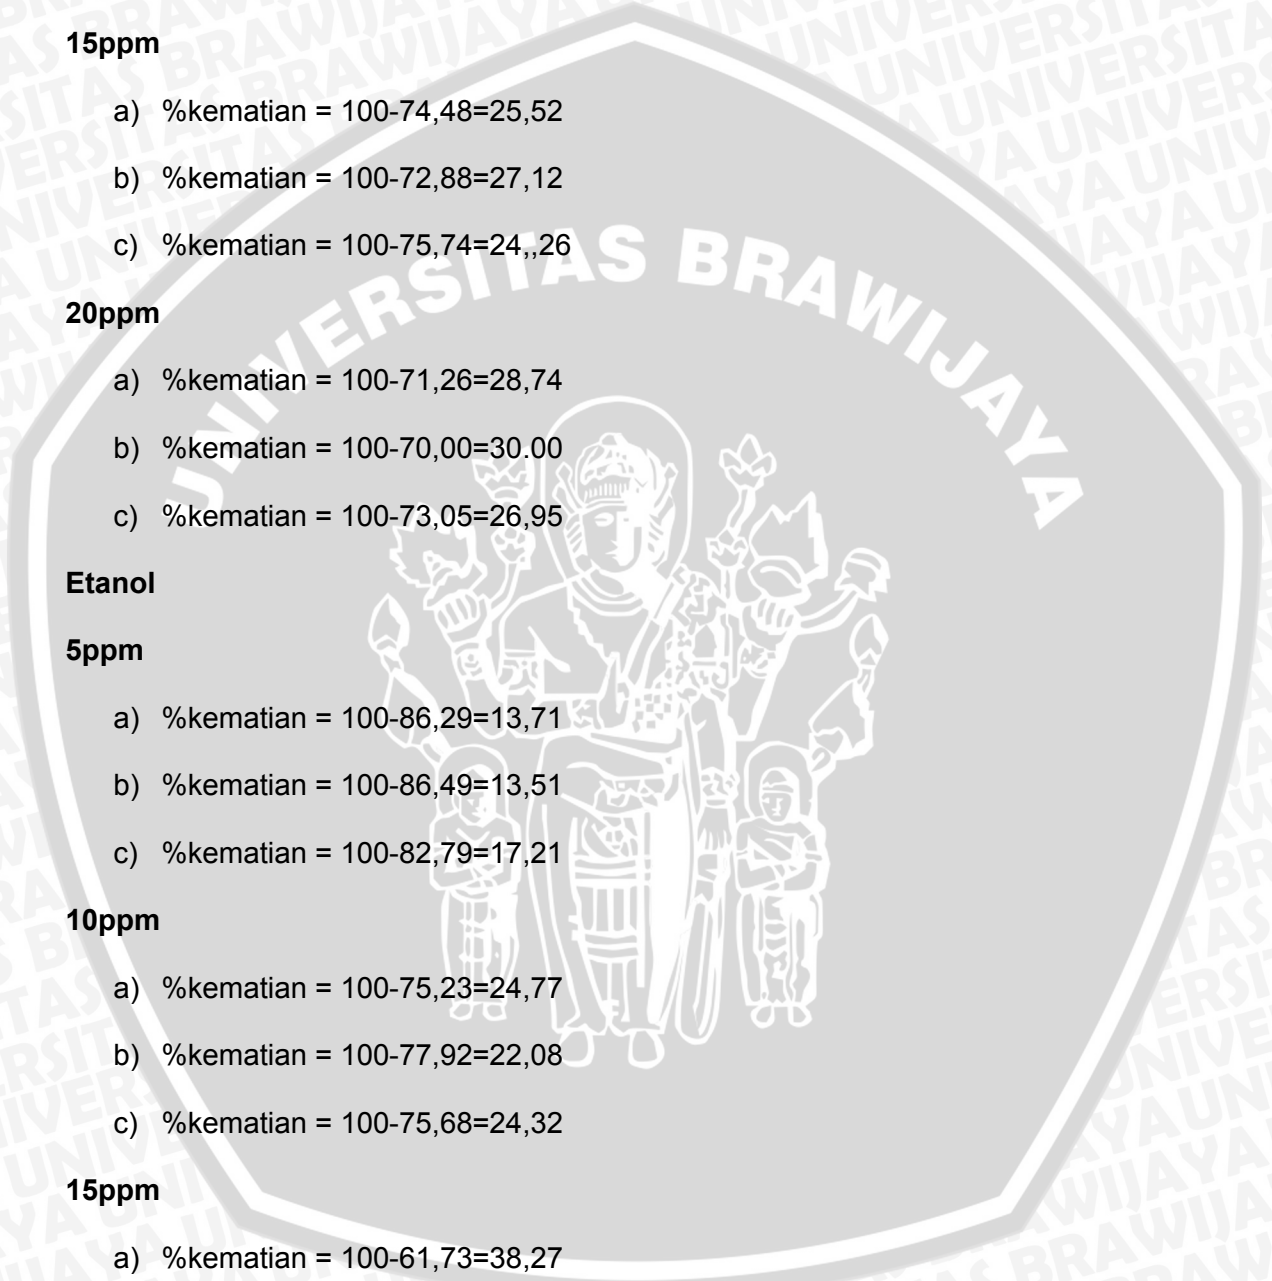 15ppm
a) %kematian = 100-74,48=25,52
b) %kematian = 100-72,88=27,12
c) %kematian = 100-75,74=24,,26
20ppm
a) %kematian = 100-71,26=28,74
b) %kematian = 100-70,00=30.00
c) %kematian = 100-73,05=26,95
Etanol
5ppm
a) %kematian = 100-86,29=13,71
b) %kematian = 100-86,49=13,51
c) %kematian = 100-82,79=17,21
10ppm
a) %kematian = 100-75,23=24,77
b) %kematian = 100-77,92=22,08
c) %kematian = 100-75,68=24,32
15ppm
a) %kematian = 100-61,73=38,27
UNIVERSITAS BRAWIJAYA